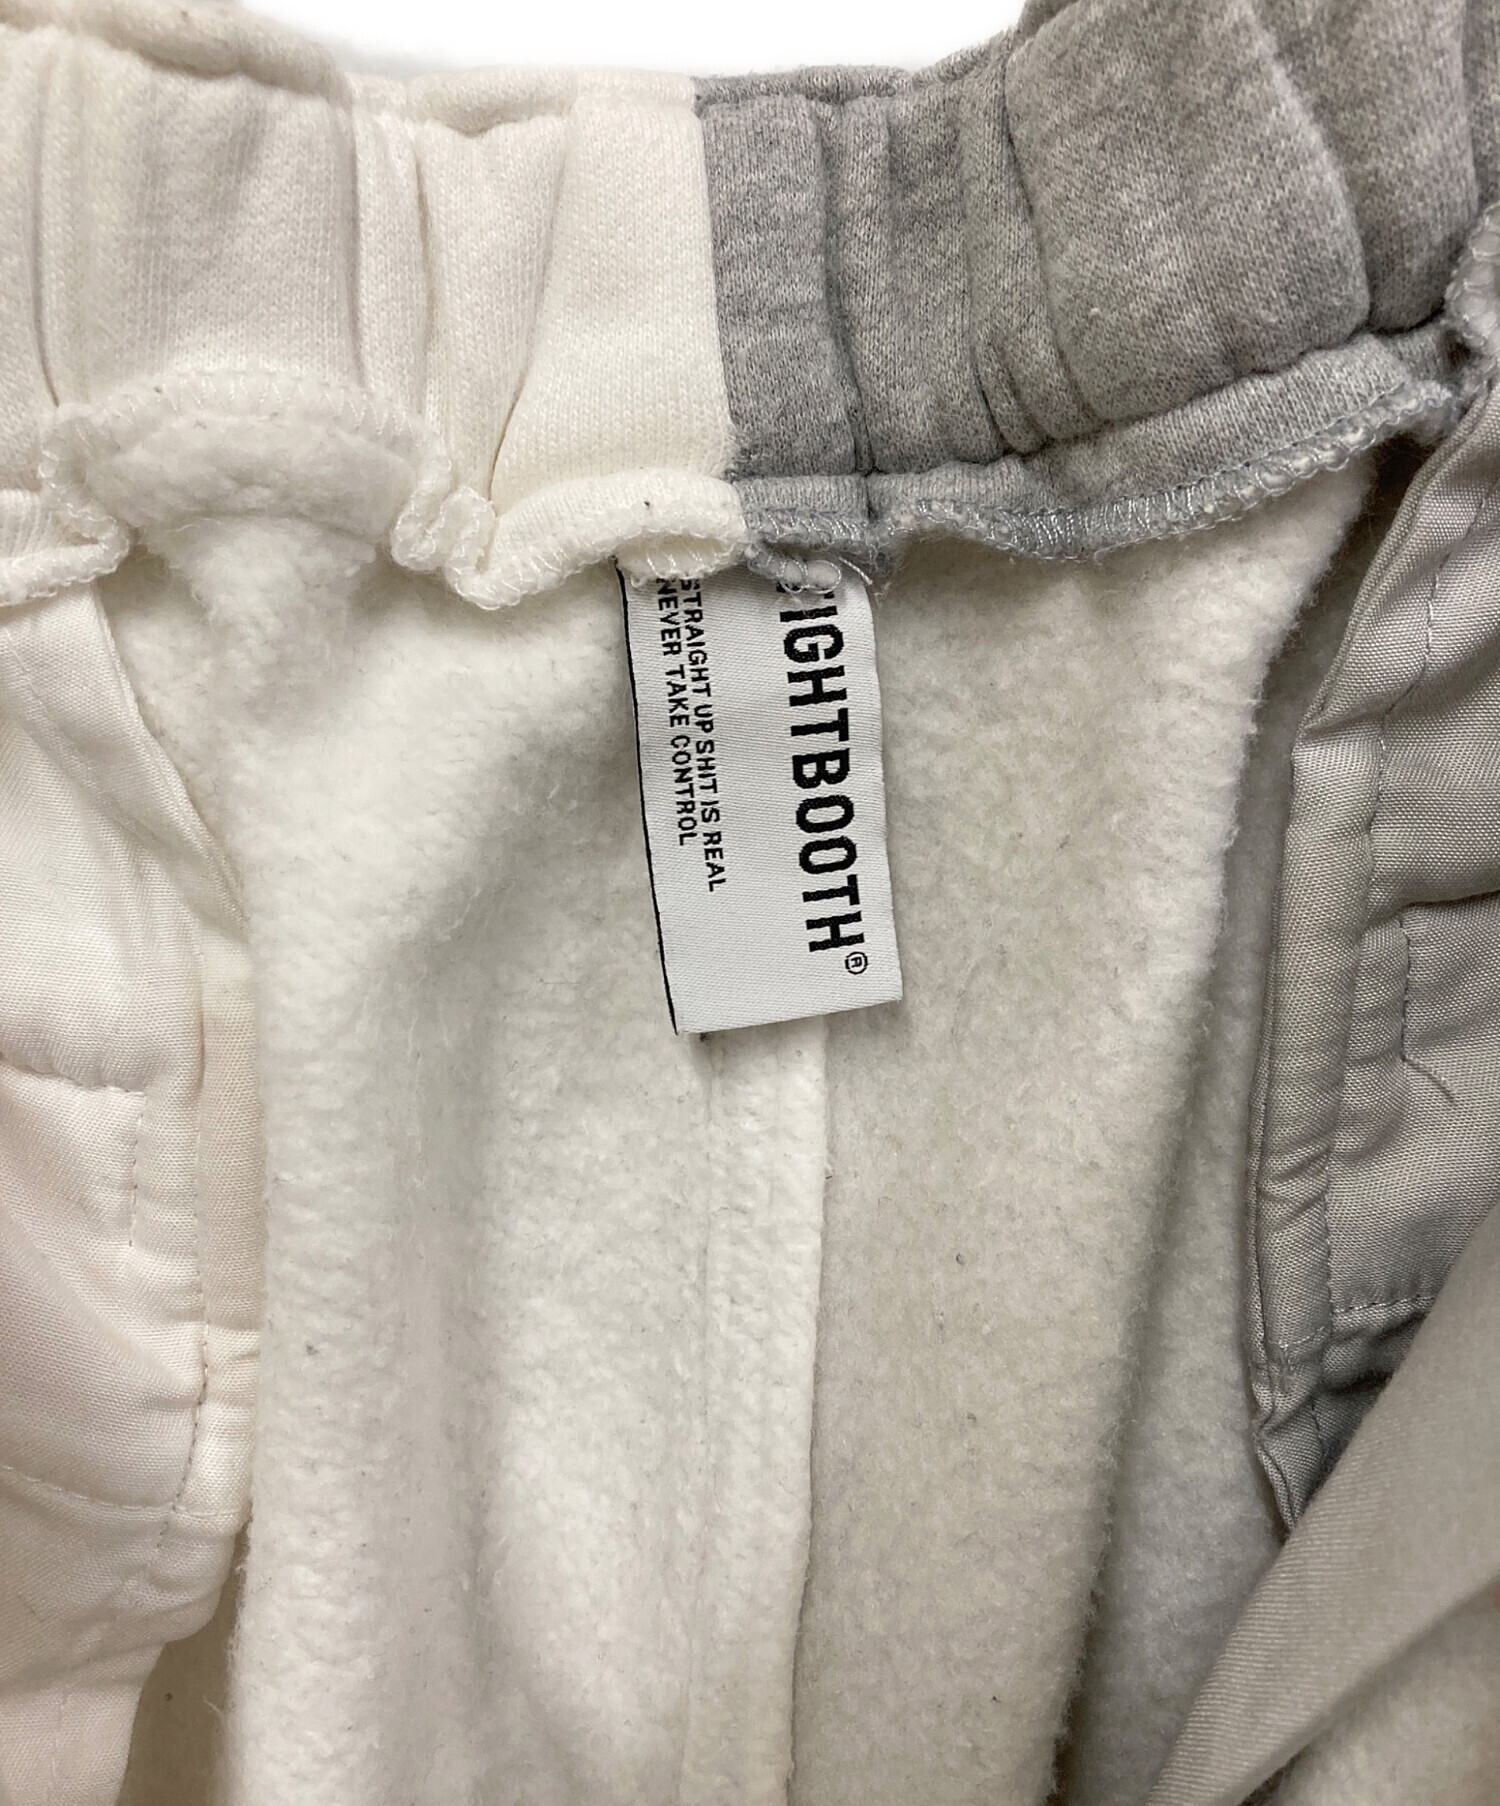 IGHTBOOTH®
STRAIGHT UP SHIT IS REAL
NEVER TAKE CONTROL